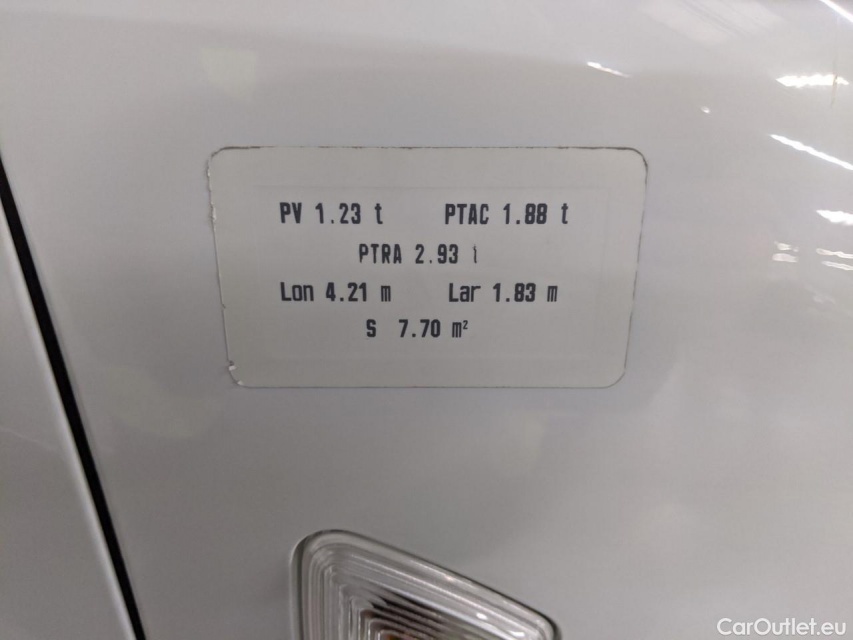 PV 1.23 t PTAC 1.88 t
PTRA 2.93 t
Lon 4.21 m Lar 1.83 m
S 7.70 m²
CarOutlet.eu